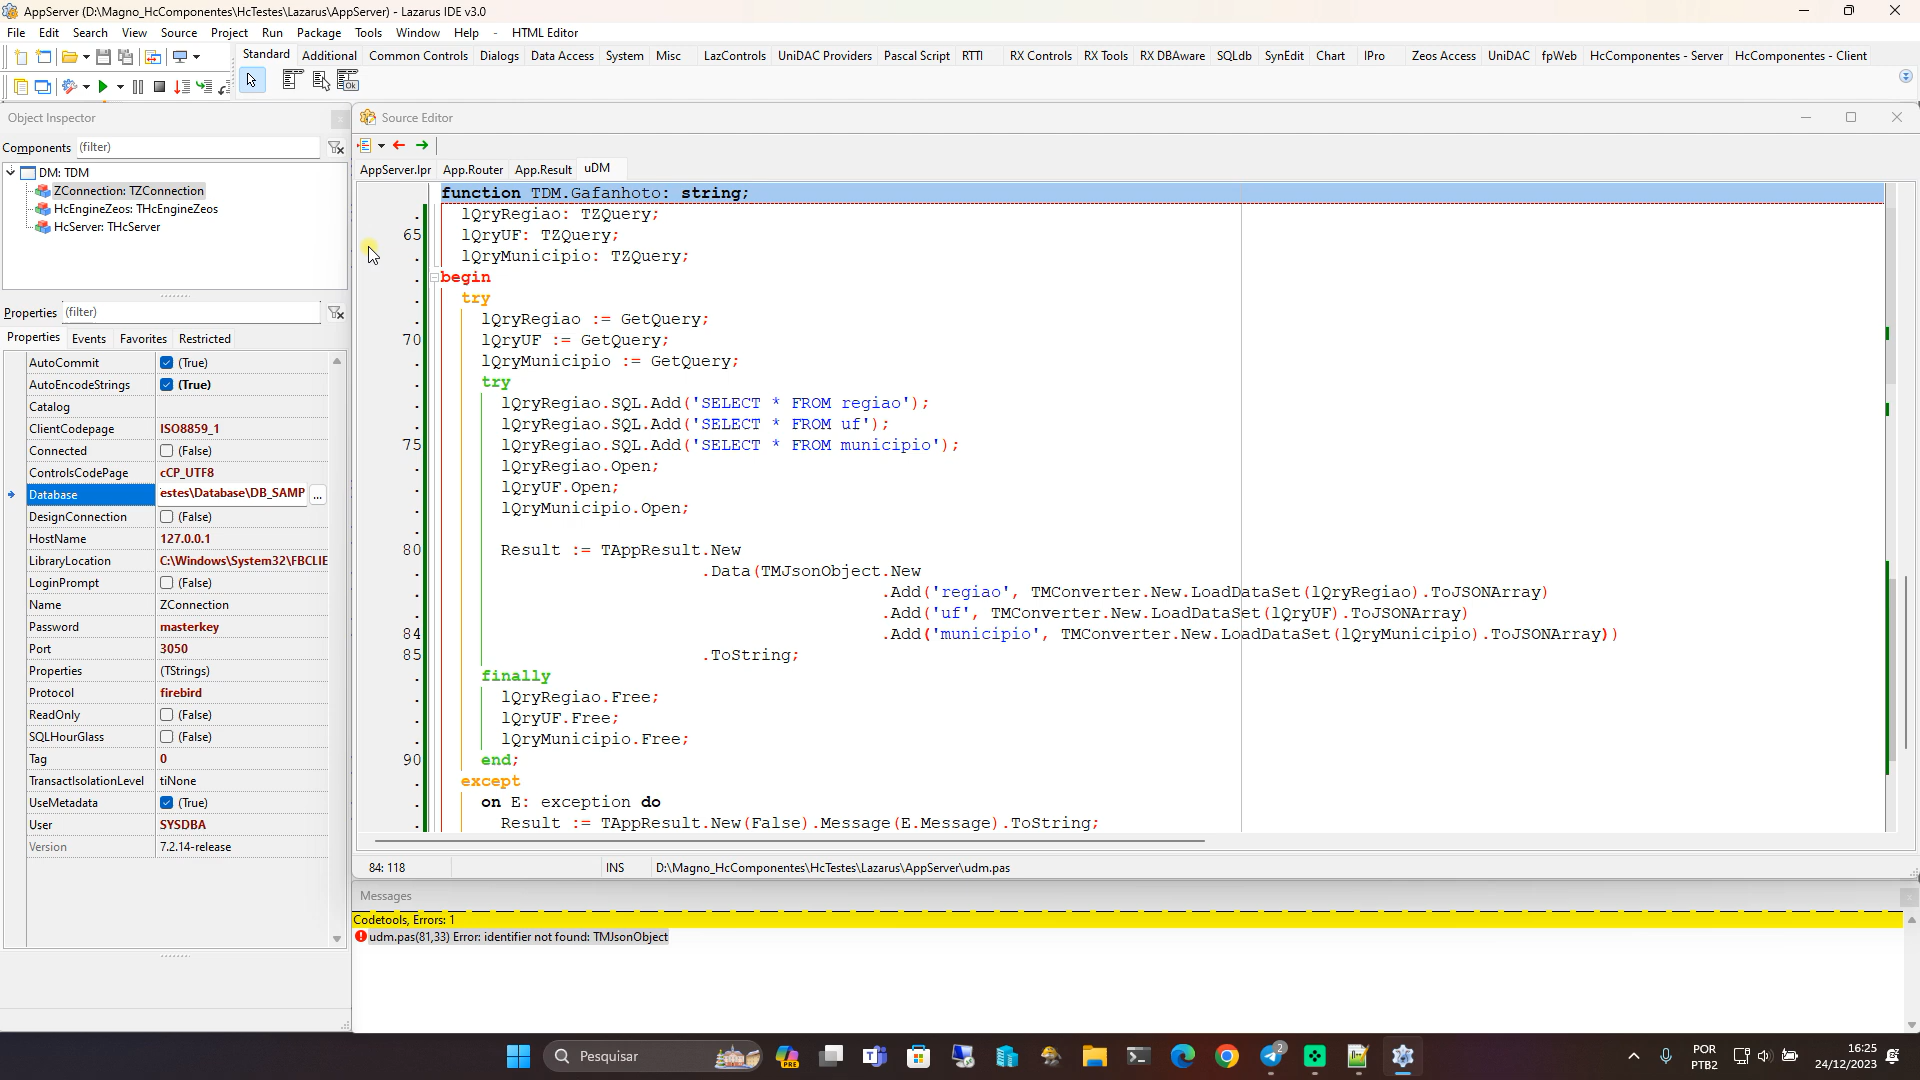 AppServer (D:\Magno_HcComponentes\HcTestes\Lazarus\AppServer) - Lazarus IDE v3.0
File Edit Search View Source Project Run Package Tools Window Help - HTML Editor
Standard Additional Common Controls Dialogs Data Access System Misc LazControls UniDAC Providers Pascal Script RTTI RX Controls RX Tools RX DBAware SQLdb SynEdit Chart IPro Zeos Access UniDAC fpWeb HcComponentes - Server HcComponentes - Client
Ok
Object Inspector
Components (filter)
DM: TDM
ZConnection: TZConnection
HcEngineZeos: THcEngineZeos
HcServer: THcServer
Properties (filter)
Properties Events Favorites Restricted
AutoCommit (True)
AutoEncodeStrings (True)
Catalog
ClientCodepage ISO8859_1
Connected (False)
ControlsCodePage cCP_UTF8
Database estes\Database\DB_SAMP ...
DesignConnection (False)
HostName 127.0.0.1
LibraryLocation C:\Windows\System32\FBCLIE
LoginPrompt (False)
Name ZConnection
Password masterkey
Port 3050
Properties (TStrings)
Protocol firebird
ReadOnly (False)
SQLHourGlass (False)
Tag 0
TransactIsolationLevel tiNone
UseMetadata (True)
User SYSDBA
Version 7.2.14-release
Source Editor
AppServer.lpr App.Router App.Result uDM
function TDM.Gafanhoto: string;
. lQryRegiao: TZQuery;
65 lQryUF: TZQuery;
. lQryMunicipio: TZQuery;
. begin
. try
. lQryRegiao := GetQuery;
70 lQryUF := GetQuery;
. lQryMunicipio := GetQuery;
. try
. lQryRegiao.SQL.Add('SELECT * FROM regiao');
. lQryRegiao.SQL.Add('SELECT * FROM uf');
75 lQryRegiao.SQL.Add('SELECT * FROM municipio');
. lQryRegiao.Open;
. lQryUF.Open;
. lQryMunicipio.Open;
.
80 Result := TAppResult.New
. .Data(TMJsonObject.New
. .Add('regiao', TMConverter.New.LoadDataSet(lQryRegiao).ToJSONArray)
. .Add('uf', TMConverter.New.LoadDataSet(lQryUF).ToJSONArray)
84 .Add('municipio', TMConverter.New.LoadDataSet(lQryMunicipio).ToJSONArray))
85 .ToString;
. finally
. lQryRegiao.Free;
. lQryUF.Free;
. lQryMunicipio.Free;
90 end;
. except
. on E: exception do
. Result := TAppResult.New(False).Message(E.Message).ToString;
84: 118 INS D:\Magno_HcComponentes\HcTestes\Lazarus\AppServer\udm.pas
Messages
Codetools, Errors: 1
udm.pas(81,33) Error: identifier not found: TMJsonObject
Pesquisar
PRE
2
POR
PTB2
16:25
24/12/2023